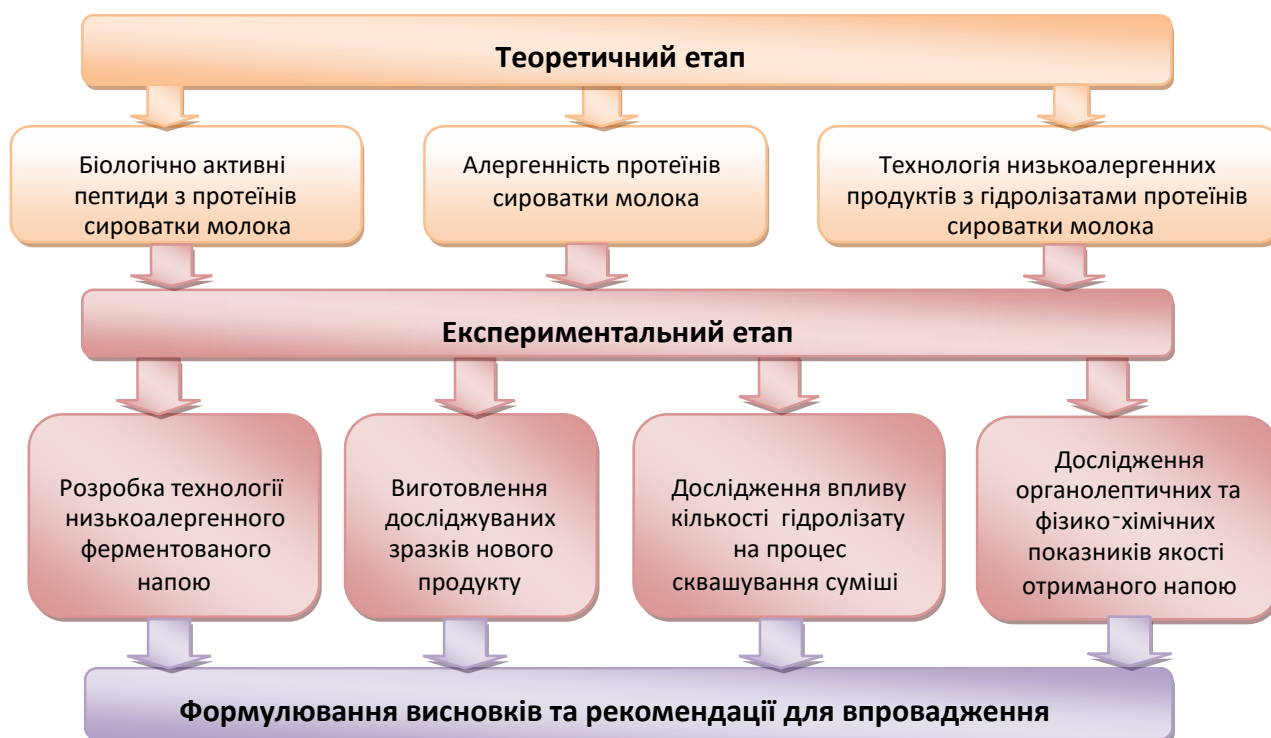 Теоретичний етап
Біологічно активні
пептиди з протеїнів
сироватки молока
Алергенність протеїнів
сироватки молока
Технологія низькоалергенних
продуктів з гідролізатами протеїнів
сироватки молока
Експериментальний етап
Розробка технології
низькоалергенного
ферментованого
напою
Виготовлення
досліджуваних
зразків нового
продукту
Дослідження впливу
кількості гідролізату
на процес
сквашування суміші
Дослідження
органолептичних та
фізико-хімічних
показників якості
отриманого напою
Формулювання висновків та рекомендації для впровадження